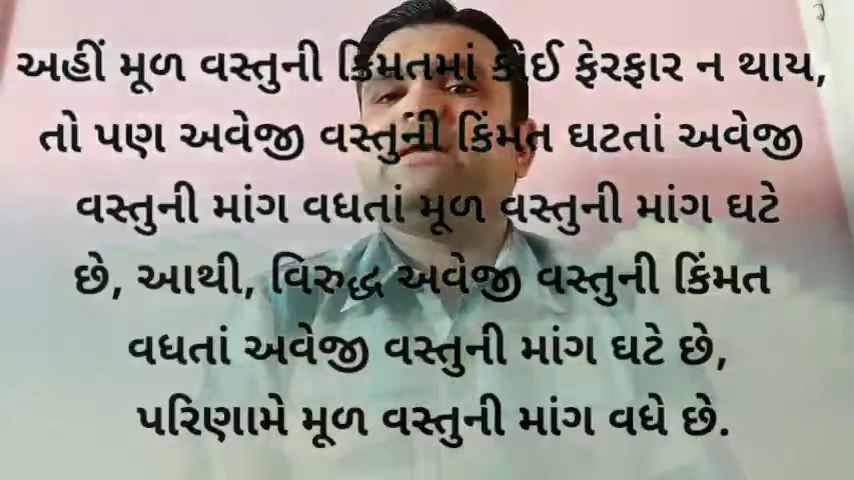 અહીં મૂળ વસ્તુની કિંમતમાં કોઈ ફેરફાર ન થાય,
તો પણ અવેજી વસ્તુની કિંમત ઘટતાં અવેજી
વસ્તુની માંગ વધતાં મૂળ વસ્તુની માંગ ઘટે
છે, આથી, વિરુદ્ધ અવેજી વસ્તુની કિંમત
વધતાં અવેજી વસ્તુની માંગ ઘટે છે,
પરિણામે મૂળ વસ્તુની માંગ વધે છે.